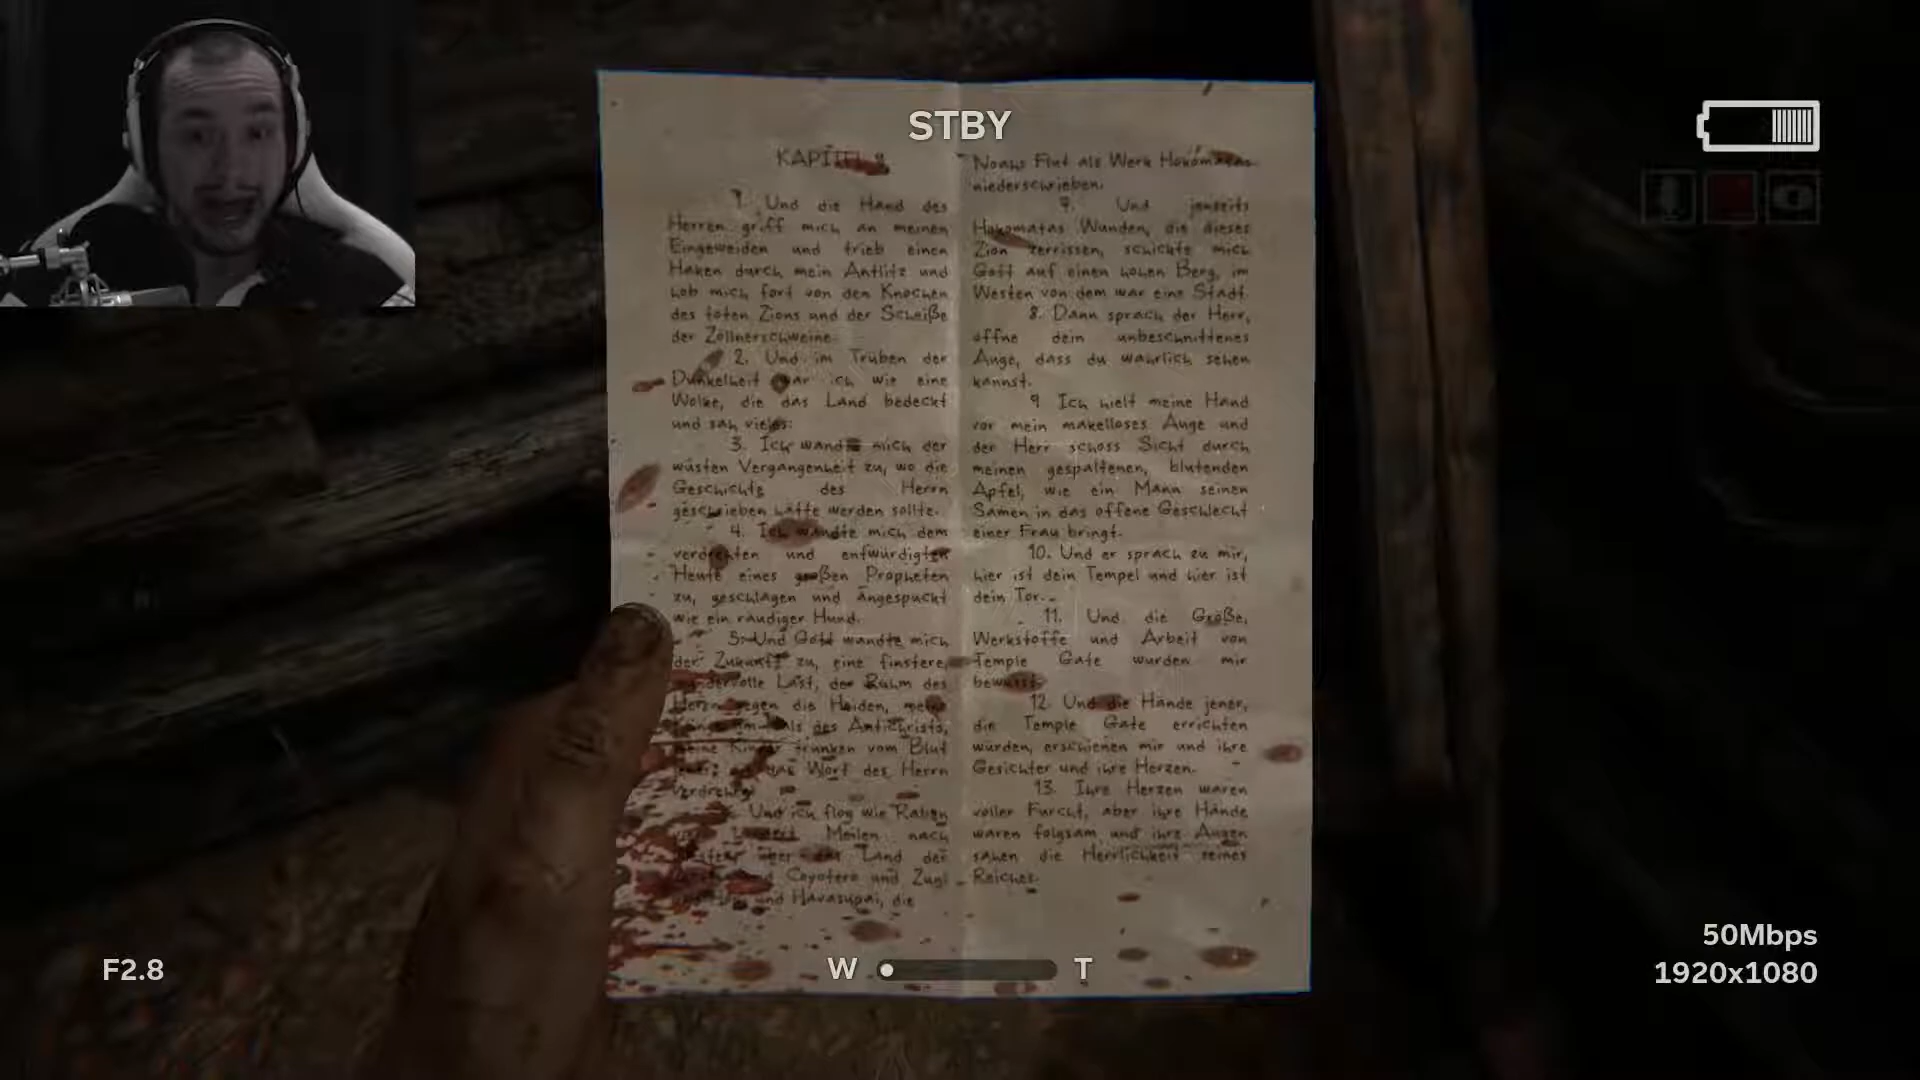 STBY
KAPITEL
1. Und die Hand des
Herren griff mich an meinen
Eingeweiden und trieb einen
Haken durch mein Antlitz und
hob mich fort von den Knochen
des toten Zions und der Scheiße
der Zöllnerschweine.
2. Und im Trüben der
Dunkelheit war ich wie eine
Wolke, die das Land bedeckt
und sah vieles:
3. Ich wandte mich der
wüsten Vergangenheit zu, wo die
Geschichte des Herrn
geschrieben hätte werden sollte.
4. Ich wandte mich dem
verdrehten und entwürdigten
Heute eines großen Propheten
zu, geschlagen und angespuckt
wie ein räudiger Hund.
5. Und Gott wandte mich
der Zukunft zu, eine finstere,
Last, der Ruhm des
Herrn gegen die Heiden, mein
als des Antichrists,
meine Kinder trunken vom Blut
das Wort des Herrn
Und ich flog wie Raben
Meilen nach
über das Land der
Coyotero und Zugl
und Havasupai, die
Noahs Flut als Werk Hokomatas
niederschrieben.
7. Und jenseits
Hokomatas Wunden, die dieses
Zion zerrissen, schickte mich
Gott auf einen hohen Berg, im
Westen von dem war eine Stadt.
8. Dann sprach der Herr,
öffne dein unbeschnittenes
Auge, dass du wahrlich sehen
kannst.
9. Ich hielt meine Hand
vor mein makelloses Auge und
der Herr schoss Sicht durch
meinen gespaltenen, blutenden
Apfel, wie ein Mann seinen
Samen in das offene Geschlecht
einer Frau bringt.
10. Und er sprach zu mir,
hier ist dein Tempel und hier ist
dein Tor.
11. Und die Größe,
Werkstoffe und Arbeit von
Temple Gate wurden mir
bewusst.
12. Und die Hände jener,
die Temple Gate errichten
würden, erschienen mir und ihre
Gesichter und ihre Herzen.
13. Ihre Herzen waren
voller Furcht, aber ihre Hände
waren folgsam und ihre Augen
sahen die Herrlichkeit seines
Reiches.
F2.8
W T
50Mbps
1920x1080